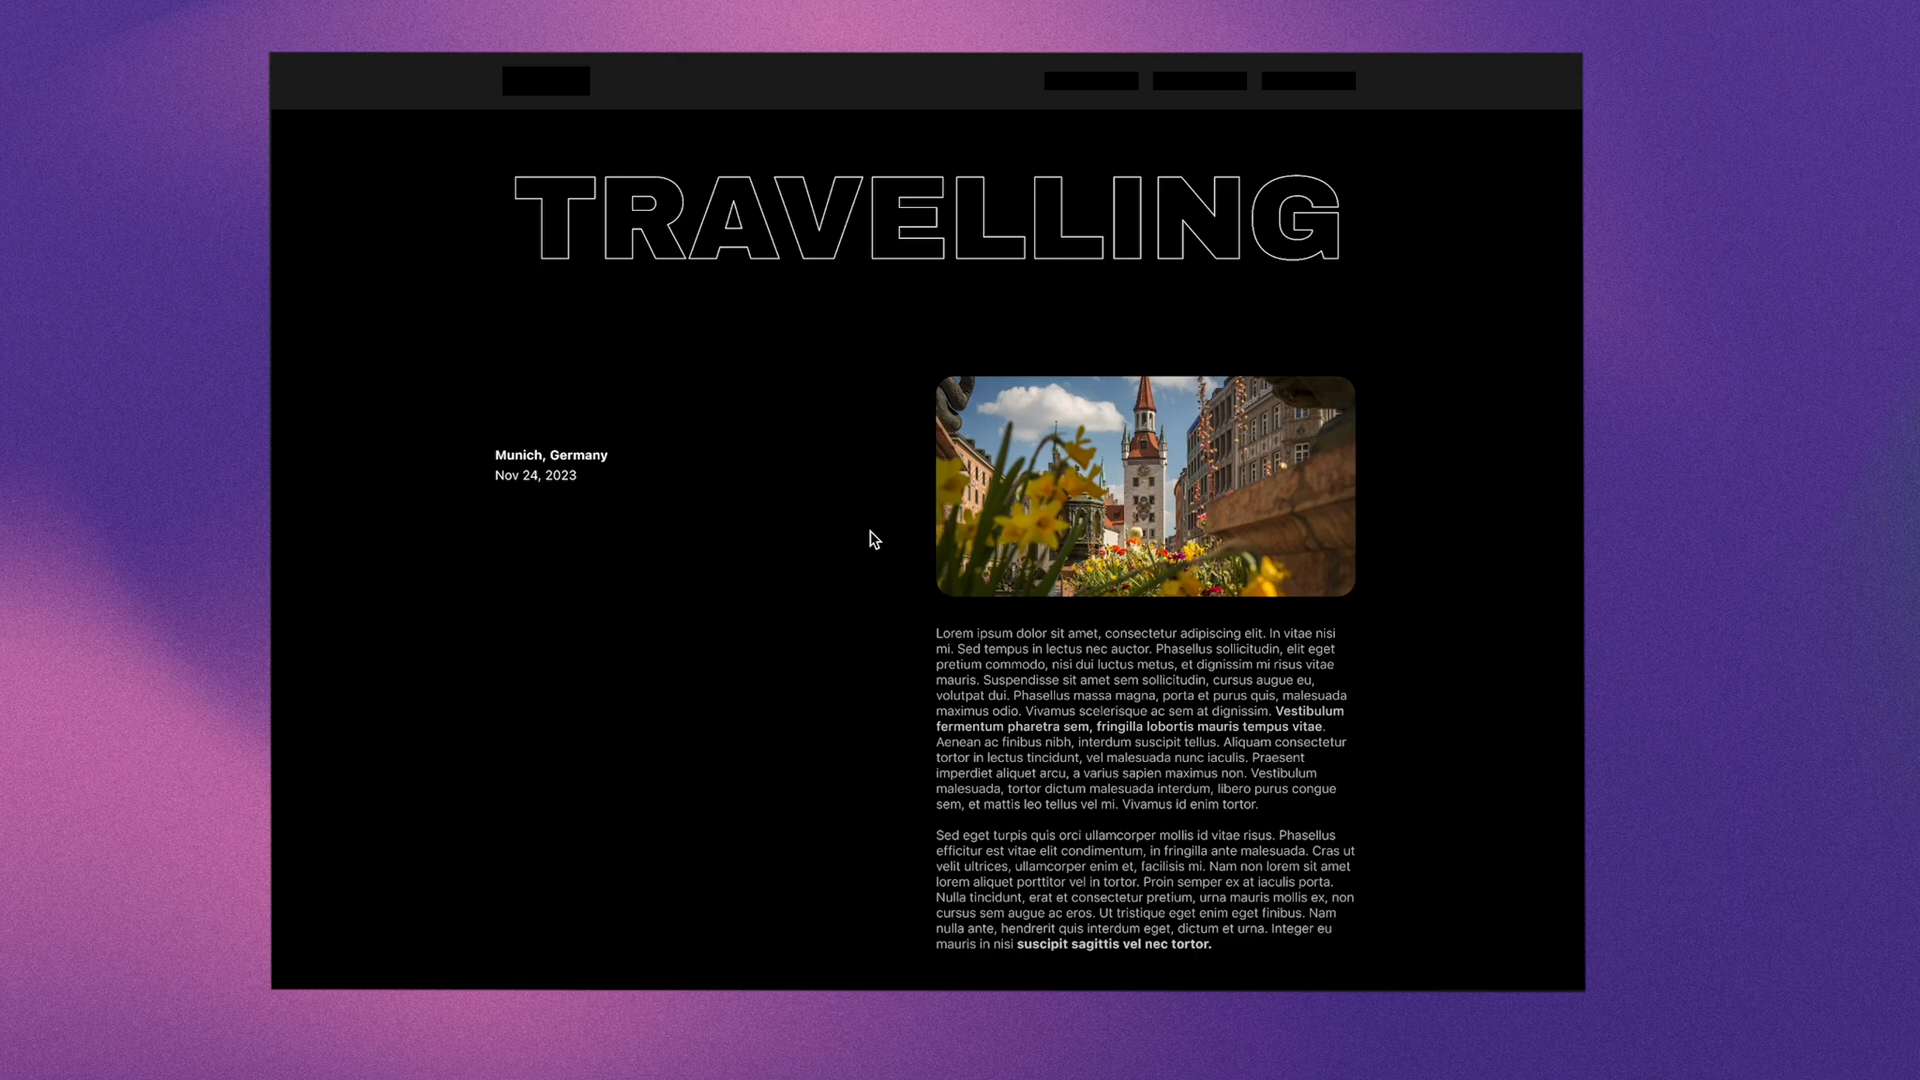 TRAVELLING
Munich, Germany
Nov 24, 2023
Lorem ipsum dolor sit amet, consectetur adipiscing elit. In vitae nisi
mi. Sed tempus in lectus nec auctor. Phasellus sollicitudin, elit eget
pretium commodo, nisi dui luctus metus, et dignissim mi risus vitae
mauris. Suspendisse sit amet sem sollicitudin, cursus augue eu,
volutpat dui. Phasellus massa magna, porta et purus quis, malesuada
maximus odio. Vivamus scelerisque ac sem at dignissim. Vestibulum
fermentum pharetra sem, fringilla lobortis mauris tempus vitae.
Aenean ac finibus nibh, interdum suscipit tellus. Aliquam consectetur
tortor in lectus tincidunt, vel malesuada nunc iaculis. Praesent
imperdiet aliquet arcu, a varius sapien maximus non. Vestibulum
malesuada, tortor dictum malesuada interdum, libero purus congue
sem, et mattis leo tellus vel mi. Vivamus id enim tortor.
Sed eget turpis quis orci ullamcorper mollis id vitae risus. Phasellus
efficitur est vitae elit condimentum, in fringilla ante malesuada. Cras ut
velit ultrices, ullamcorper enim et, facilisis mi. Nam non lorem sit amet
lorem aliquet porttitor vel in tortor. Proin semper ex at iaculis porta.
Nulla tincidunt, erat et consectetur pretium, urna mauris mollis ex, non
cursus sem augue ac eros. Ut tristique eget enim eget finibus. Nam
nulla ante, hendrerit quis interdum eget, dictum et urna. Integer eu
mauris in nisi suscipit sagittis vel nec tortor.